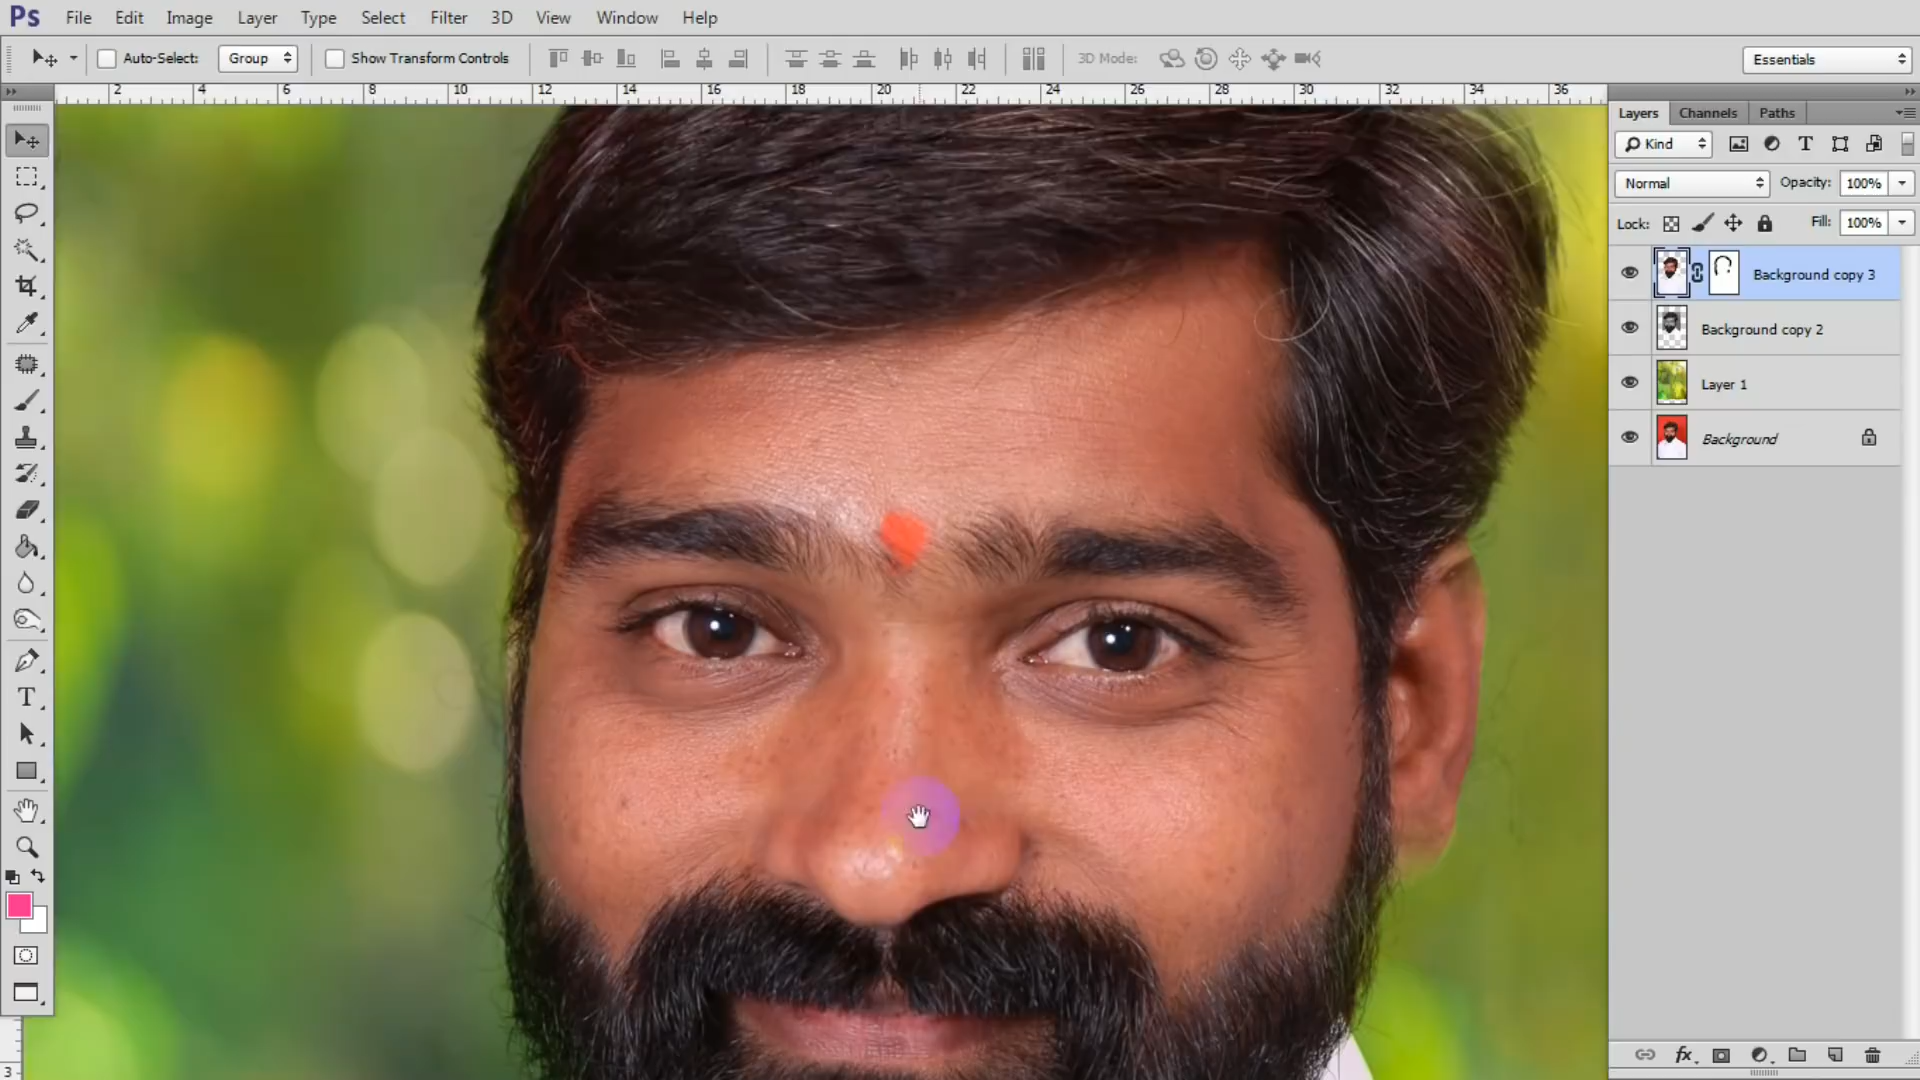 Ps File Edit Image Layer Type Select Filter 3D View Window Help
Auto-Select: Group Show Transform Controls 3D Mode: Essentials
2 4 6 8 10 12 14 16 18 20 22 24 26 28 30 32 34 36
Layers Channels Paths
Kind T
Normal Opacity: 100%
Lock: Fill: 100%
Background copy 3
Background copy 2
Layer 1
Background
T
fx
3